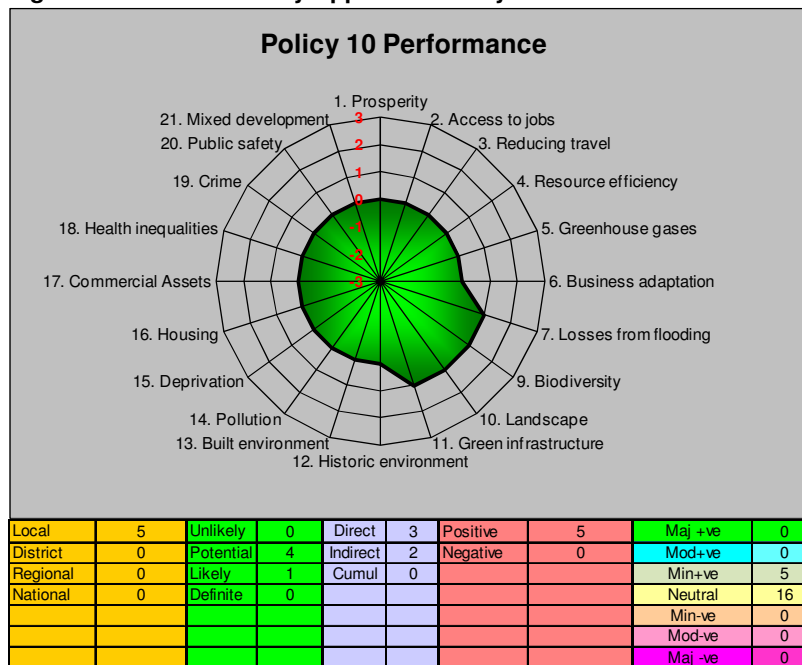 Policy 10 Performance
1. Prosperity
2. Access to jobs
3. Reducing travel
4. Resource efficiency
5. Greenhouse gases
6. Business adaptation
7. Losses from flooding
9. Biodiversity
10. Landscape
11. Green infrastructure
12. Historic environment
13. Built environment
14. Pollution
15. Deprivation
16. Housing
17. Commercial Assets
18. Health inequalities
19. Crime
20. Public safety
21. Mixed development
3
2
1
0
-1
-2
-3
Local 5 Unlikely 0 Direct 3 Positive 5 Maj +ve 0
District 0 Potential 4 Indirect 2 Negative 0 Mod+ve 0
Regional 0 Likely 1 Cumul 0 Min+ve 5
National 0 Definite 0 Neutral 16
Min-ve 0
Mod-ve 0
Maj -ve 0